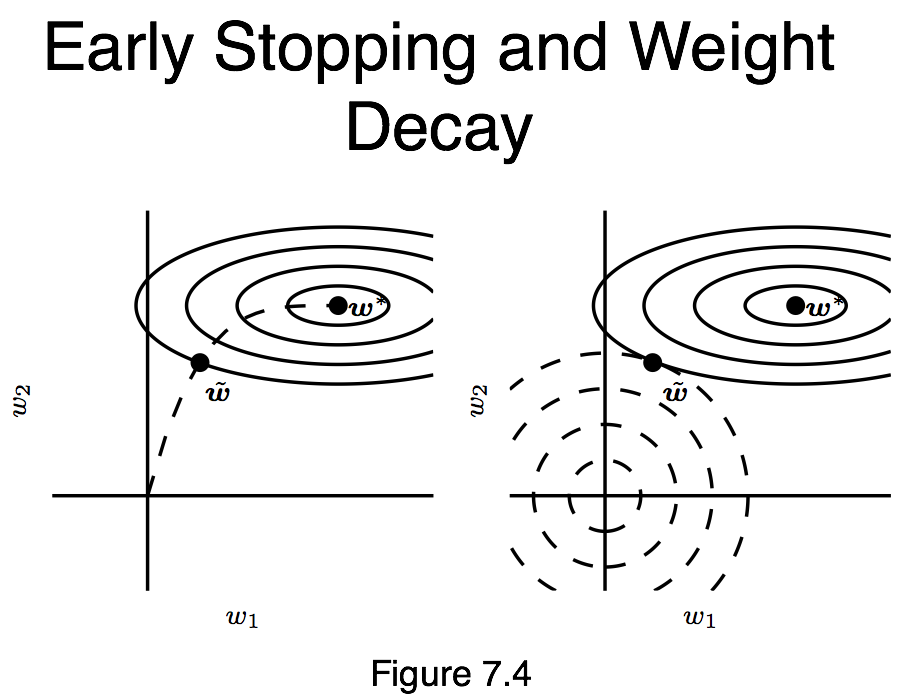 Early Stopping and Weight
Decay
w*
w̃
w₂
w₁
w*
w̃
w₂
w₁
Figure 7.4